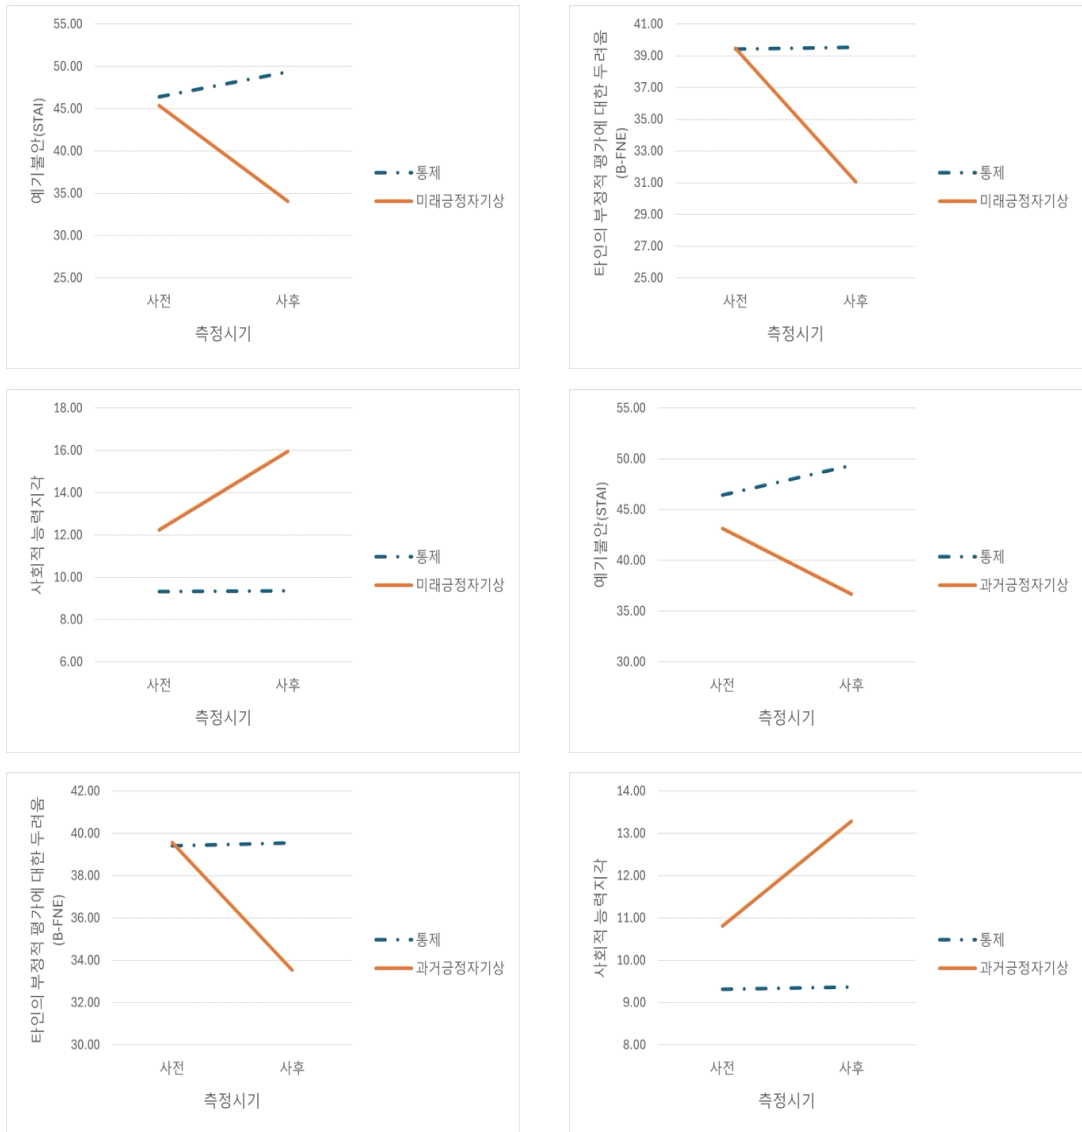 55.00
50.00
45.00
40.00
35.00
30.00
25.00
예기불안(STAI)
사전 사후
측정시기
통제
미래긍정자기상
41.00
39.00
37.00
35.00
33.00
31.00
29.00
27.00
25.00
타인의 부정적 평가에 대한 두려움
(B-FNE)
사전 사후
측정시기
통제
미래긍정자기상
18.00
16.00
14.00
12.00
10.00
8.00
6.00
사회적 능력지각
사전 사후
측정시기
통제
미래긍정자기상
55.00
50.00
45.00
40.00
35.00
30.00
예기불안(STAI)
사전 사후
측정시기
통제
과거긍정자기상
42.00
40.00
38.00
36.00
34.00
32.00
30.00
타인의 부정적 평가에 대한 두려움
(B-FNE)
사전 사후
측정시기
통제
과거긍정자기상
14.00
13.00
12.00
11.00
10.00
9.00
8.00
사회적 능력지각
사전 사후
측정시기
통제
과거긍정자기상